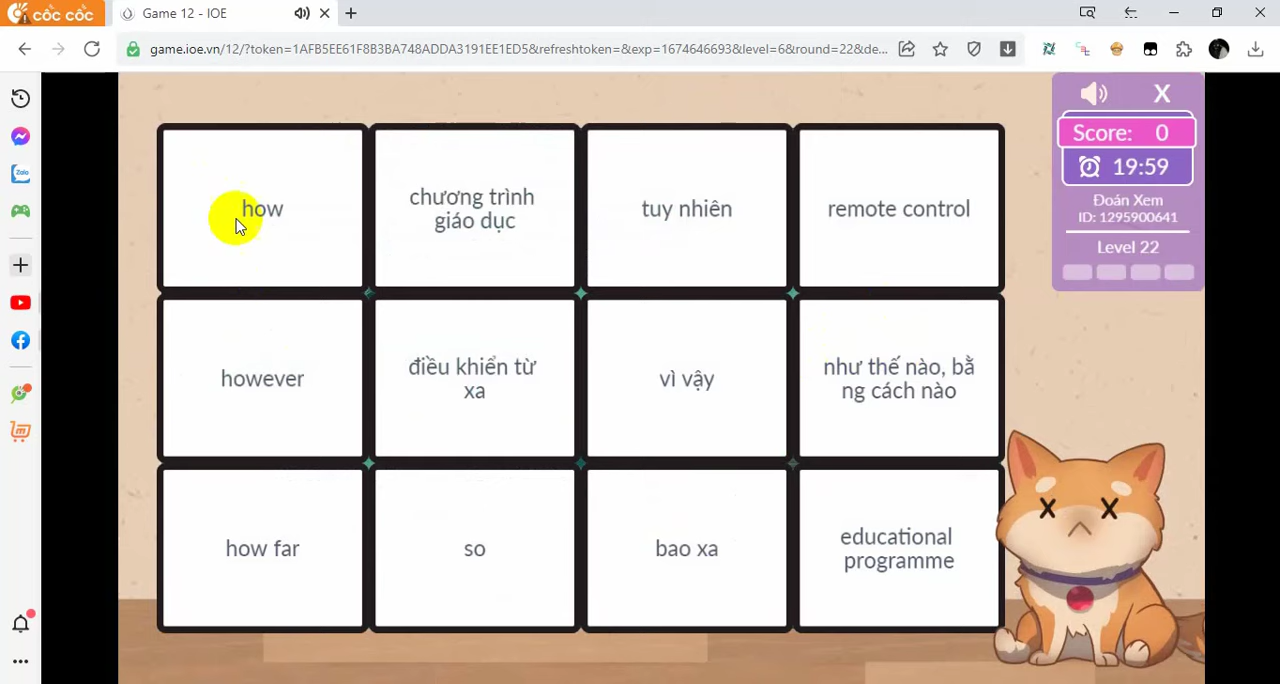 cốc cốc
Game 12 - IOE
game.ioe.vn/12/?token=1AFB5EE61F8B3BA748ADDA3191EE1ED5&refreshtoken=&exp=1674646693&level=6&round=22&de...
Zalo
X
Score: 0
19:59
Đoán Xem
ID: 1295900641
Level 22
how
chương trình
giáo dục
tuy nhiên
remote control
however
điều khiển từ
xa
vì vậy
như thế nào, bằ
ng cách nào
how far
so
bao xa
educational
programme